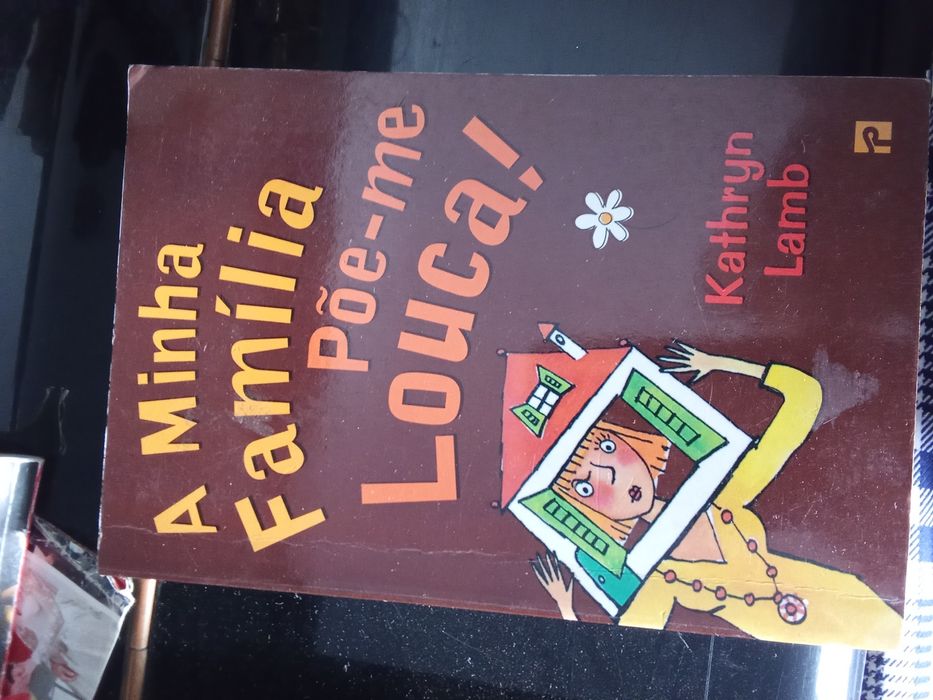 A Minha
Família
Põe-me
Louca!
Kathryn
Lamb